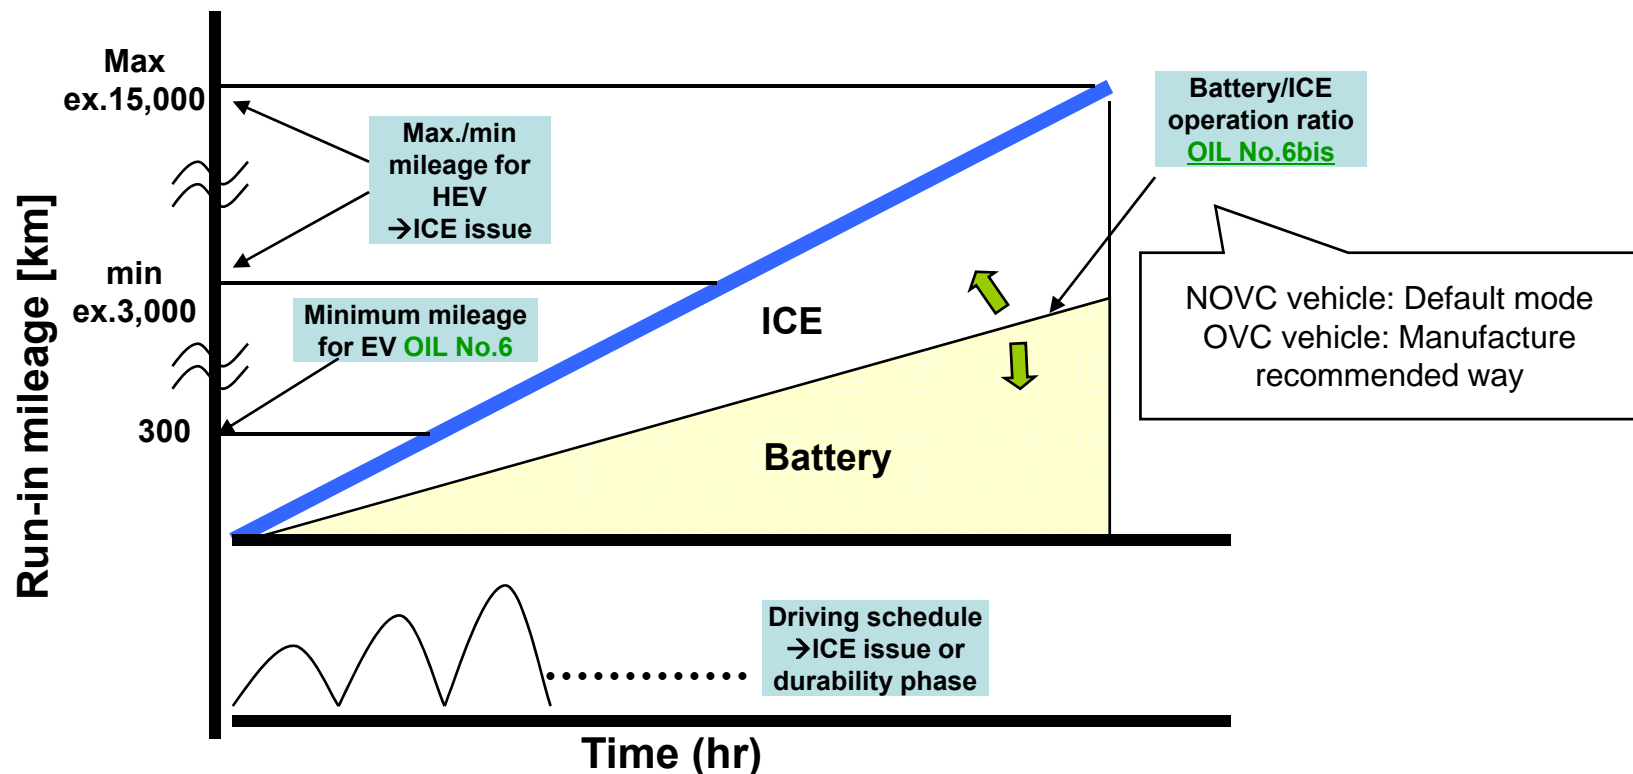 Max
ex.15,000
Max./min
mileage for
HEV
→ICE issue
Battery/ICE
operation ratio
OIL No.6bis
Run-in mileage [km]
min
ex.3,000
Minimum mileage
for EV OIL No.6
ICE
NOVC vehicle: Default mode
OVC vehicle: Manufacture
recommended way
300
Battery
Driving schedule
→ICE issue or
durability phase
Time (hr)